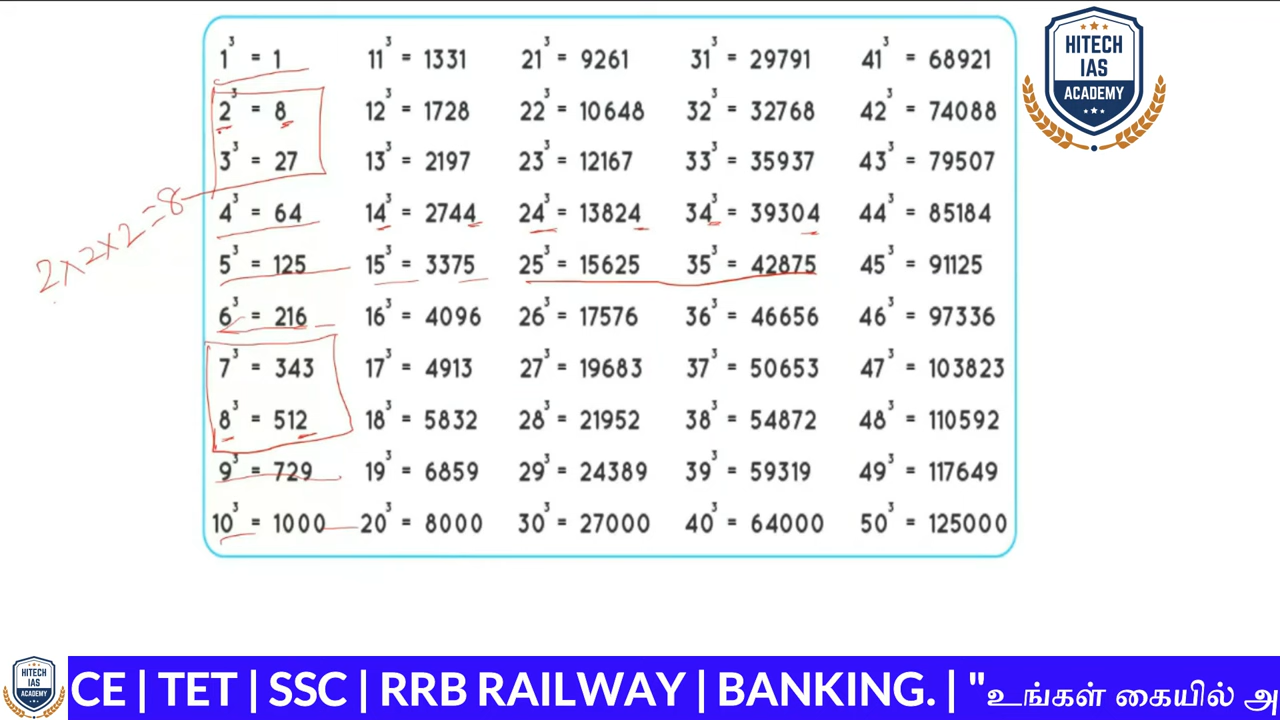 1³ = 1 11³ = 1331 21³ = 9261 31³ = 29791 41³ = 68921
2³ = 8 12³ = 1728 22³ = 10648 32³ = 32768 42³ = 74088
3³ = 27 13³ = 2197 23³ = 12167 33³ = 35937 43³ = 79507
4³ = 64 14³ = 2744 24³ = 13824 34³ = 39304 44³ = 85184
5³ = 125 15³ = 3375 25³ = 15625 35³ = 42875 45³ = 91125
6³ = 216 16³ = 4096 26³ = 17576 36³ = 46656 46³ = 97336
7³ = 343 17³ = 4913 27³ = 19683 37³ = 50653 47³ = 103823
8³ = 512 18³ = 5832 28³ = 21952 38³ = 54872 48³ = 110592
9³ = 729 19³ = 6859 29³ = 24389 39³ = 59319 49³ = 117649
10³ = 1000 20³ = 8000 30³ = 27000 40³ = 64000 50³ = 125000
2×2×2=8
HITECH
IAS
ACADEMY
HITECH
IAS
ACADEMY
CE | TET | SSC | RRB RAILWAY | BANKING. | "உங்கள் கையில் அ